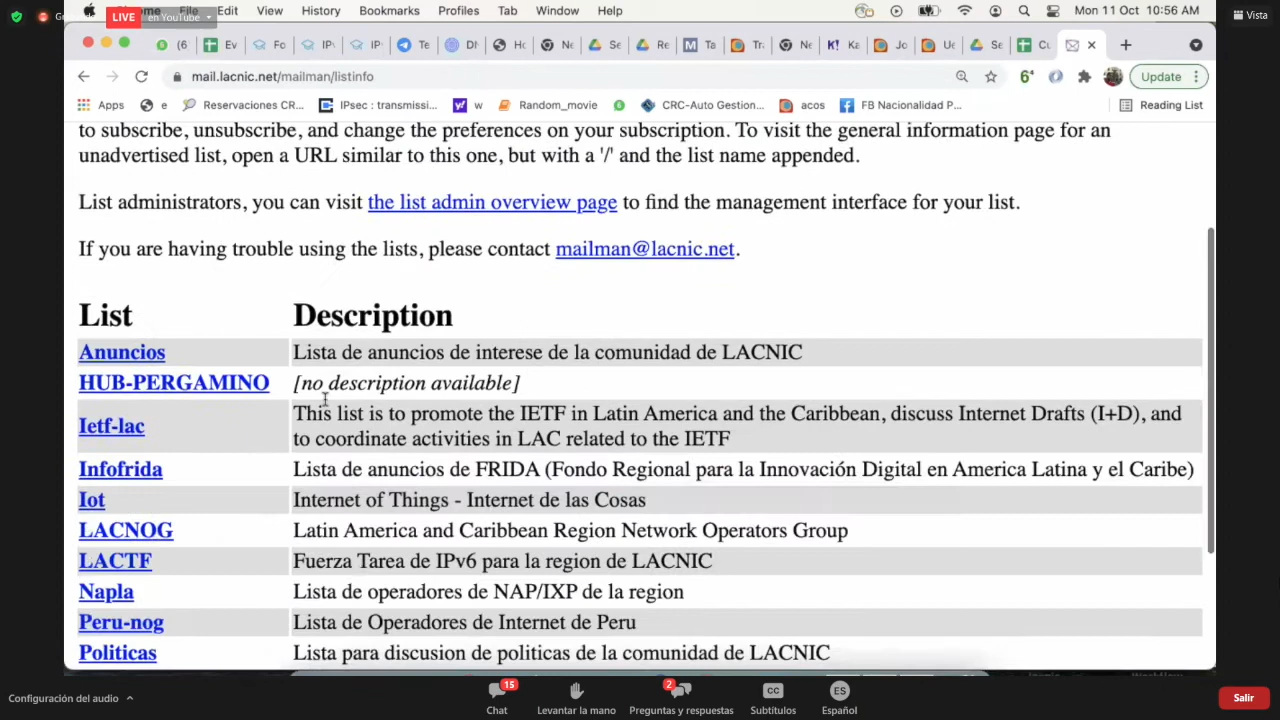 LIVE en YouTube
Edit View History Bookmarks Profiles Tab Window Help Mon 11 Oct 10:56 AM
Vista
mail.lacnic.net/mailman/listinfo
Update
Apps e Reservaciones CR... IPsec : transmissi... w Random_movie CRC-Auto Gestion... acos FB Nacionalidad P... Reading List
to subscribe, unsubscribe, and change the preferences on your subscription. To visit the general information page for an
unadvertised list, open a URL similar to this one, but with a '/' and the list name appended.
List administrators, you can visit the list admin overview page to find the management interface for your list.
If you are having trouble using the lists, please contact mailman@lacnic.net.
List Description
Anuncios Lista de anuncios de interese de la comunidad de LACNIC
HUB-PERGAMINO [no description available]
Ietf-lac This list is to promote the IETF in Latin America and the Caribbean, discuss Internet Drafts (I+D), and
to coordinate activities in LAC related to the IETF
Infofrida Lista de anuncios de FRIDA (Fondo Regional para la Innovación Digital en America Latina y el Caribe)
Iot Internet of Things - Internet de las Cosas
LACNOG Latin America and Caribbean Region Network Operators Group
LACTF Fuerza Tarea de IPv6 para la region de LACNIC
Napla Lista de operadores de NAP/IXP de la region
Peru-nog Lista de Operadores de Internet de Peru
Politicas Lista para discusion de politicas de la comunidad de LACNIC
Configuración del audio
15 2 CC ES
Chat Levantar la mano Preguntas y respuestas Subtítulos Español
Salir